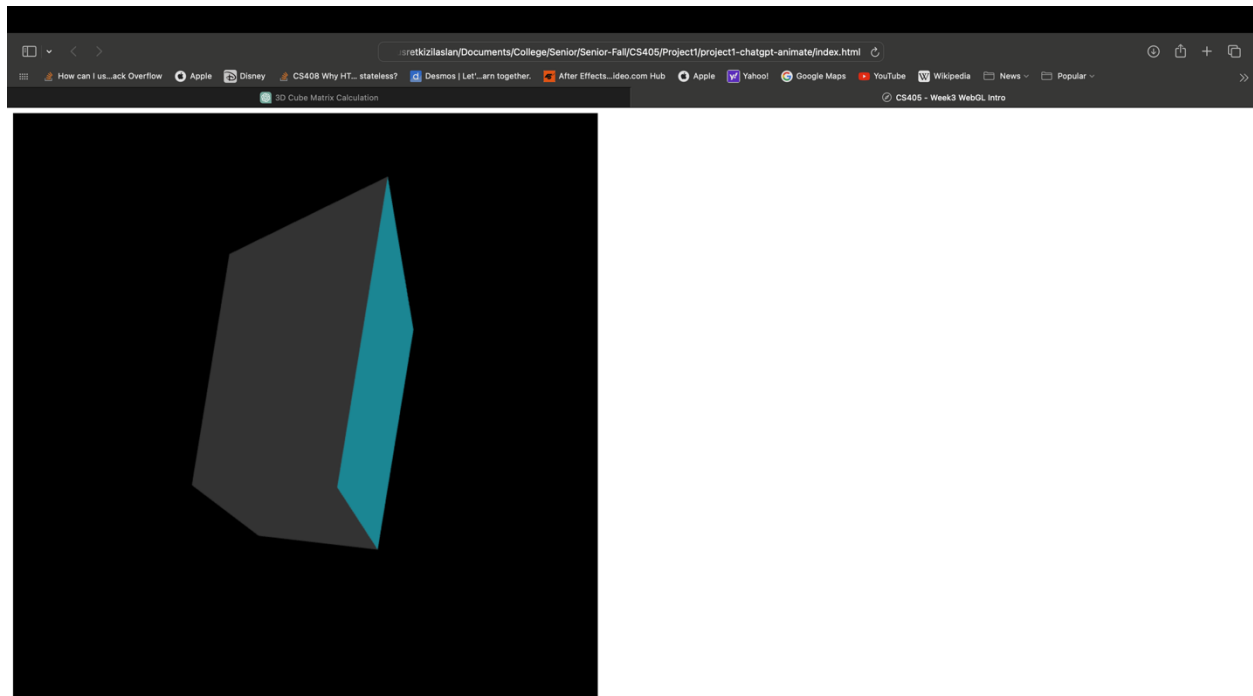 sretkizilaslan/Documents/College/Senior/Senior-Fall/CS405/Project1/project1-chatgpt-animate/index.html
How can I us...ack Overflow Apple Disney CS408 Why HT... stateless? Desmos | Let'...arn together. After Effects...ideo.com Hub Apple Yahoo! Google Maps YouTube Wikipedia News Popular
3D Cube Matrix Calculation CS405 - Week3 WebGL Intro